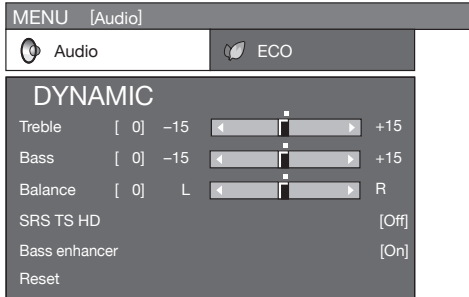 MENU [Audio]
Audio ECO
DYNAMIC
Treble [ 0] –15 +15
Bass [ 0] –15 +15
Balance [ 0] L R
SRS TS HD [Off]
Bass enhancer [On]
Reset